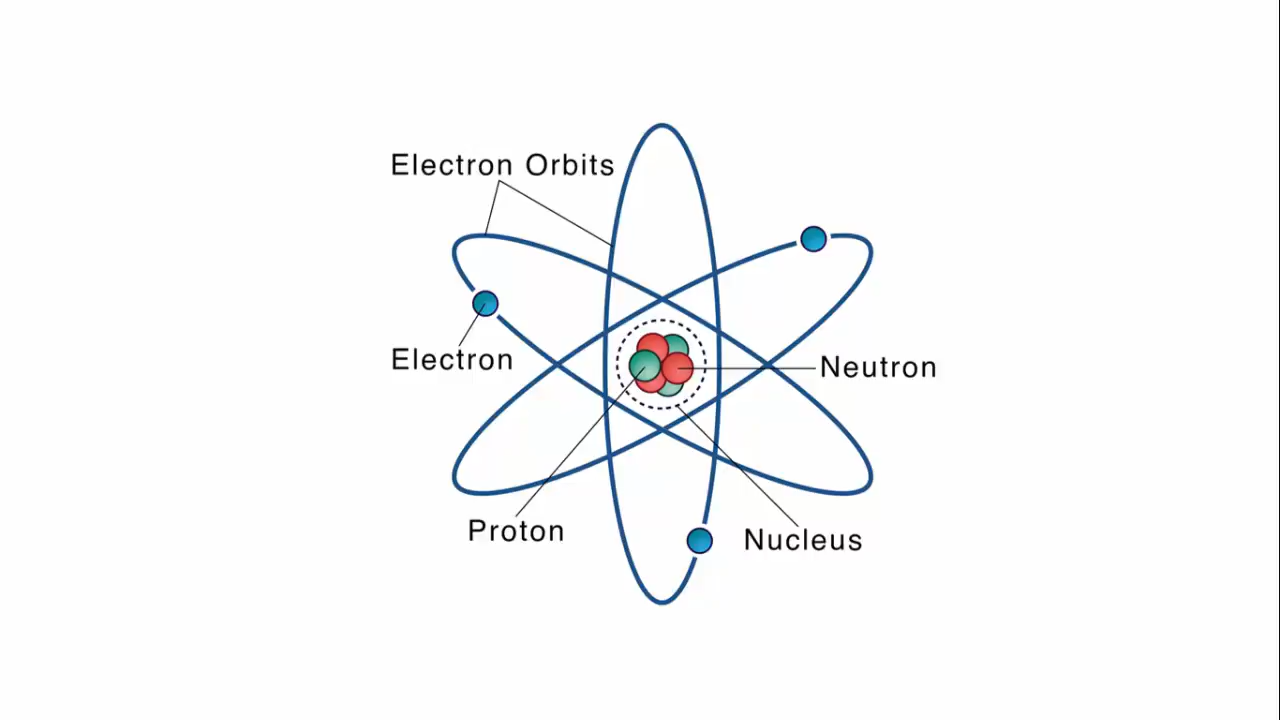 Electron Orbits
Electron
Neutron
Proton
Nucleus